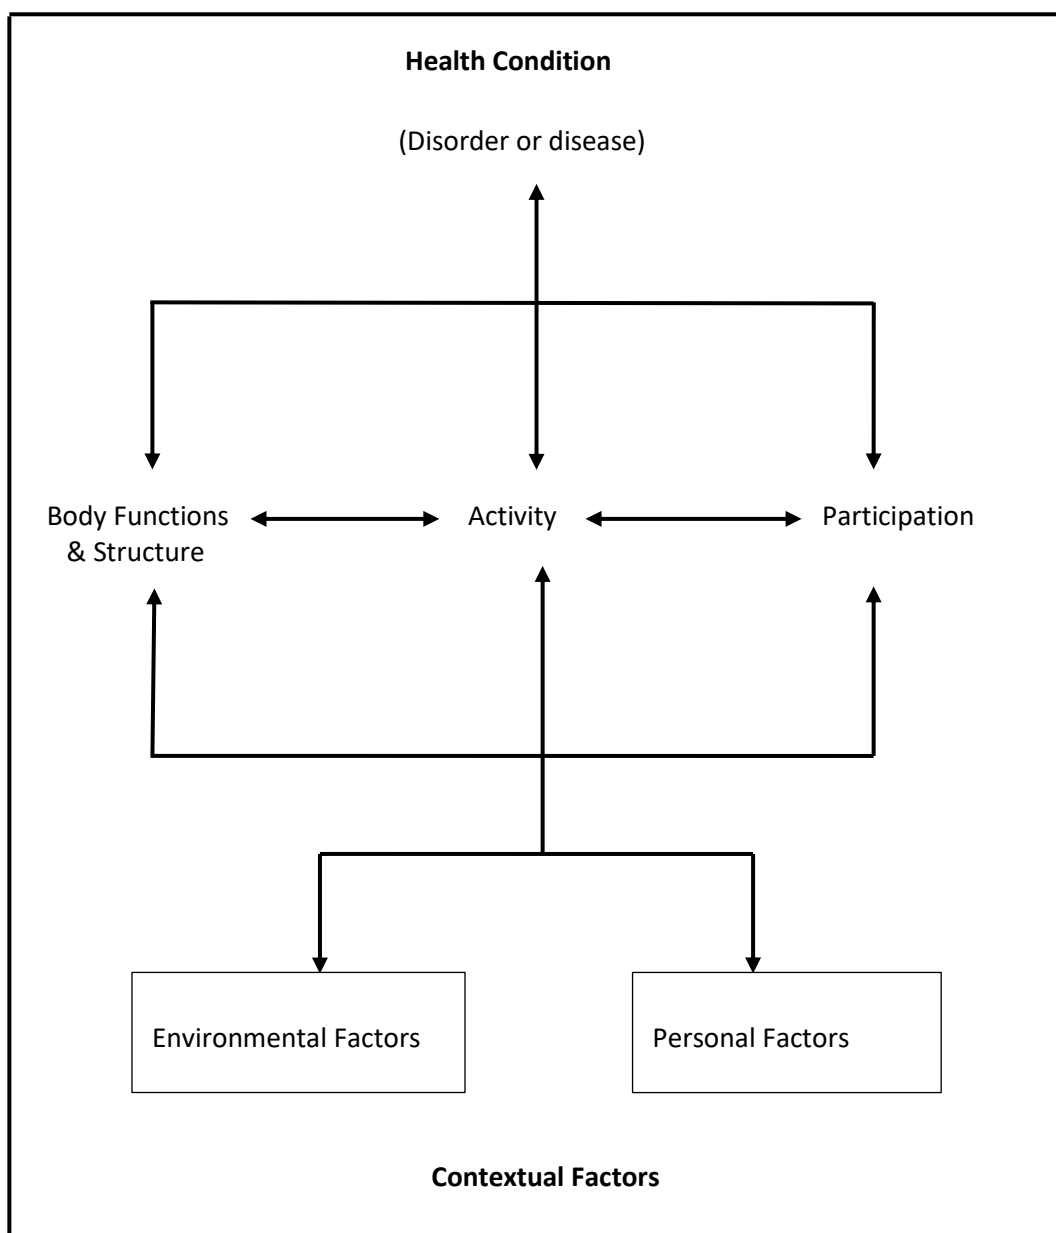 Health Condition
(Disorder or disease)
Body Functions
& Structure
Activity
Participation
Environmental Factors
Personal Factors
Contextual Factors